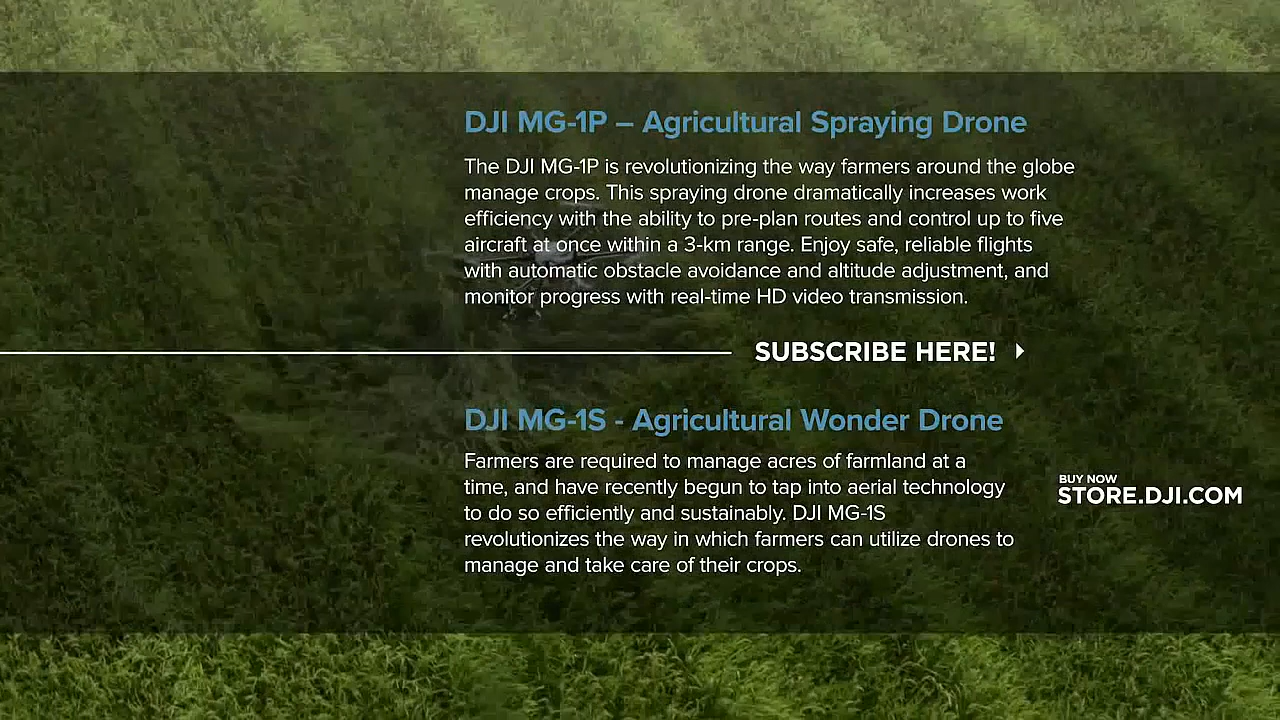 DJI MG-1P – Agricultural Spraying Drone
The DJI MG-1P is revolutionizing the way farmers around the globe
manage crops. This spraying drone dramatically increases work
efficiency with the ability to pre-plan routes and control up to five
aircraft at once within a 3-km range. Enjoy safe, reliable flights
with automatic obstacle avoidance and altitude adjustment, and
monitor progress with real-time HD video transmission.
SUBSCRIBE HERE!
DJI MG-1S - Agricultural Wonder Drone
Farmers are required to manage acres of farmland at a
time, and have recently begun to tap into aerial technology
to do so efficiently and sustainably. DJI MG-1S
revolutionizes the way in which farmers can utilize drones to
manage and take care of their crops.
BUY NOW
STORE.DJI.COM